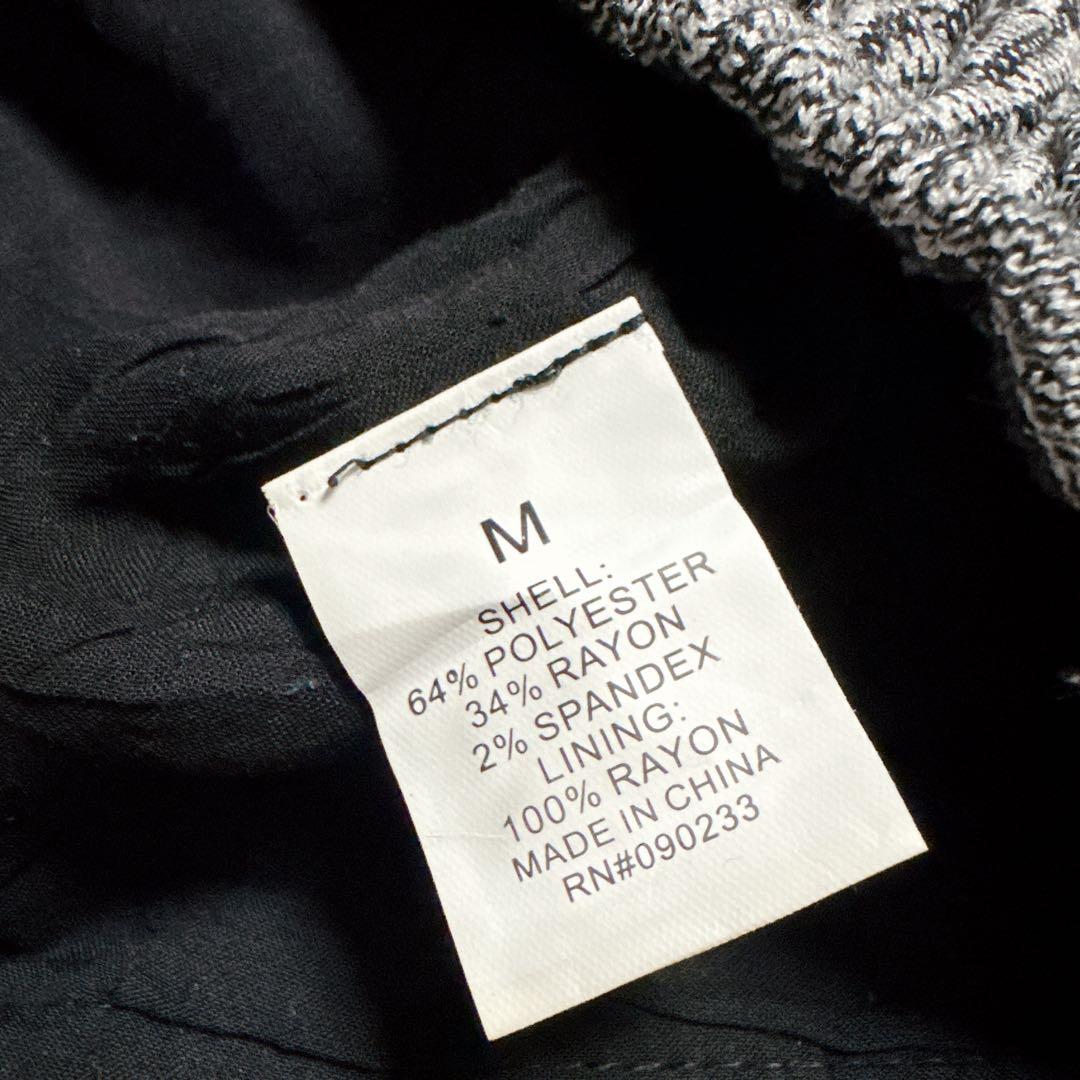 M
SHELL:
64% POLYESTER
34% RAYON
2% SPANDEX
LINING:
100% RAYON
MADE IN CHINA
RN#090233